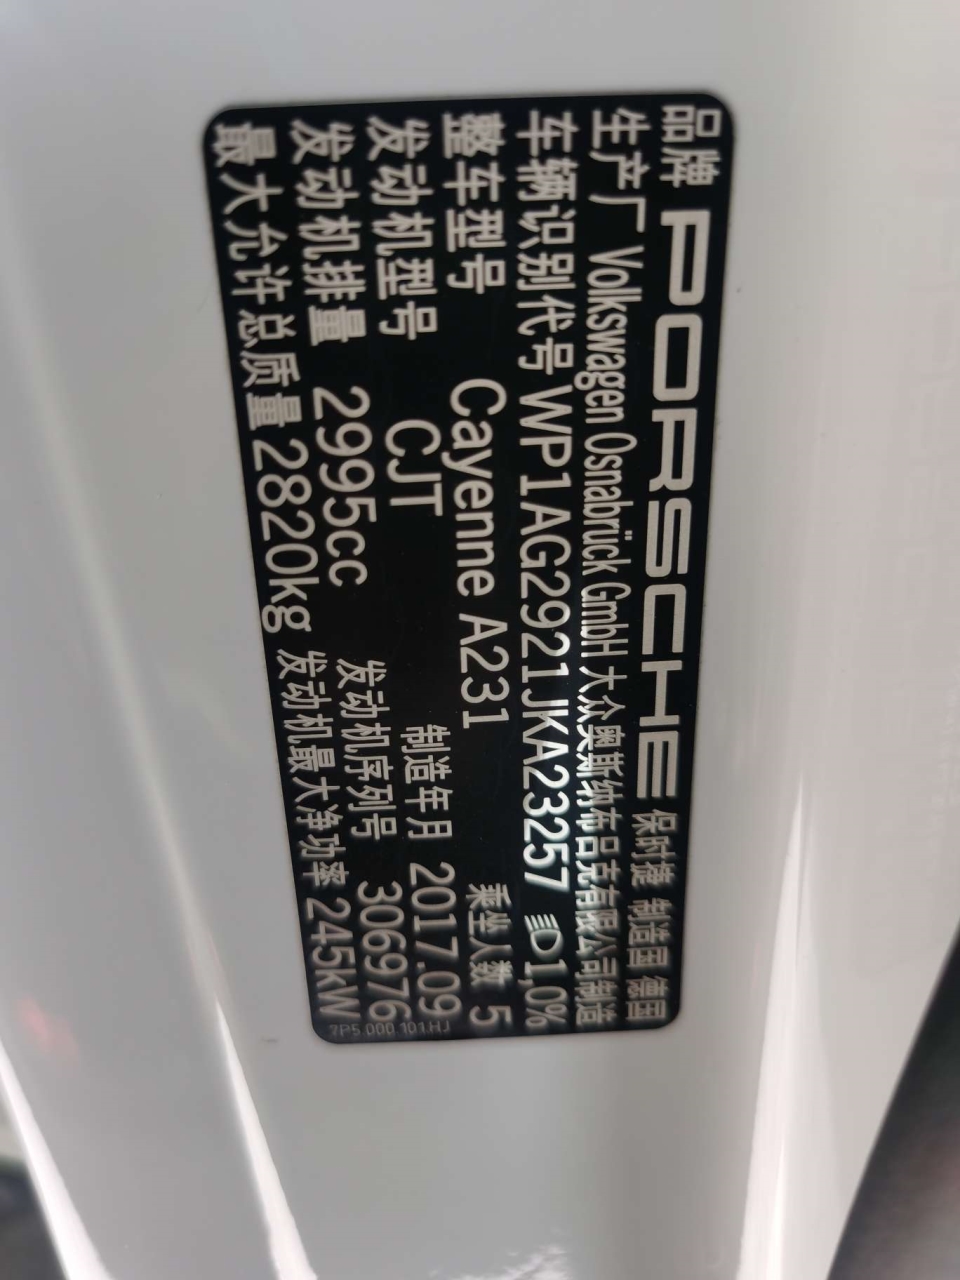 品牌 PORSCHE 保时捷 制造国 德国
生产厂 Volkswagen Osnabrück GmbH 大众奥斯纳布吕克有限公司制造
车辆识别代号 WP1AG2921JKA23257 1,0%
整车型号 Cayenne A231 乘坐人数 5
发动机型号 CJT 制造年月 2017.09
发动机排量 2995cc 发动机序列号 306976
最大允许总质量 2820kg 发动机最大净功率 245kW
7P5.000.101.HJ